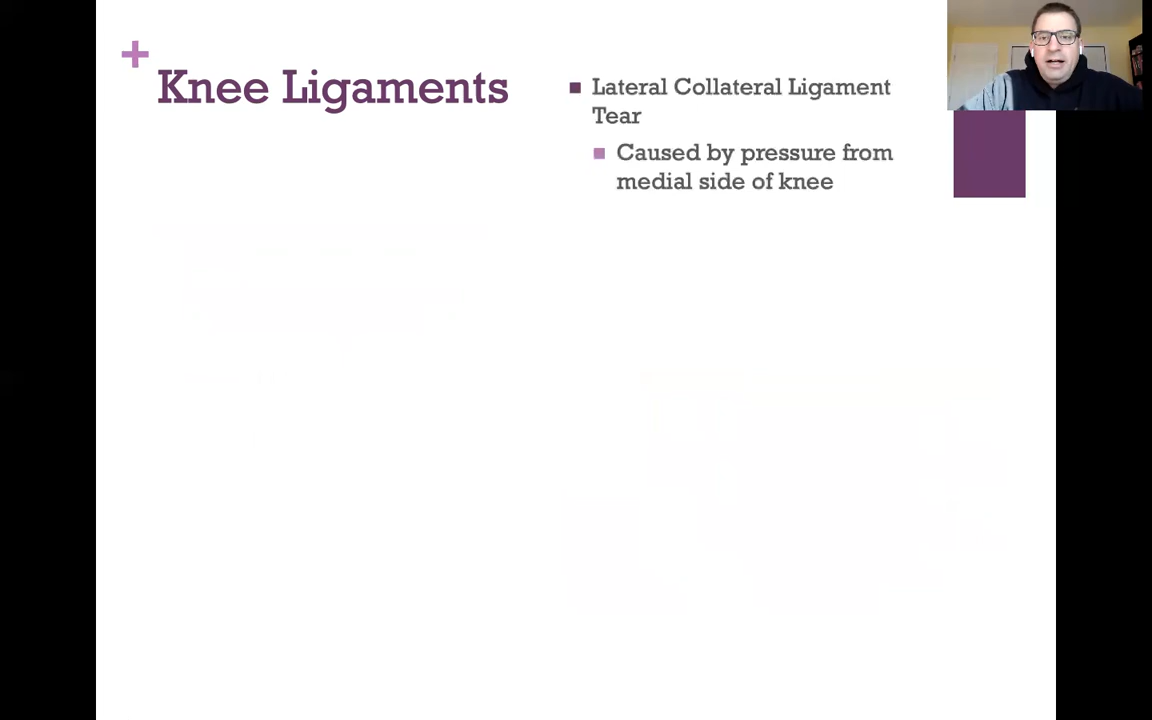 +
Knee Ligaments
Lateral Collateral Ligament
Tear
Caused by pressure from
medial side of knee